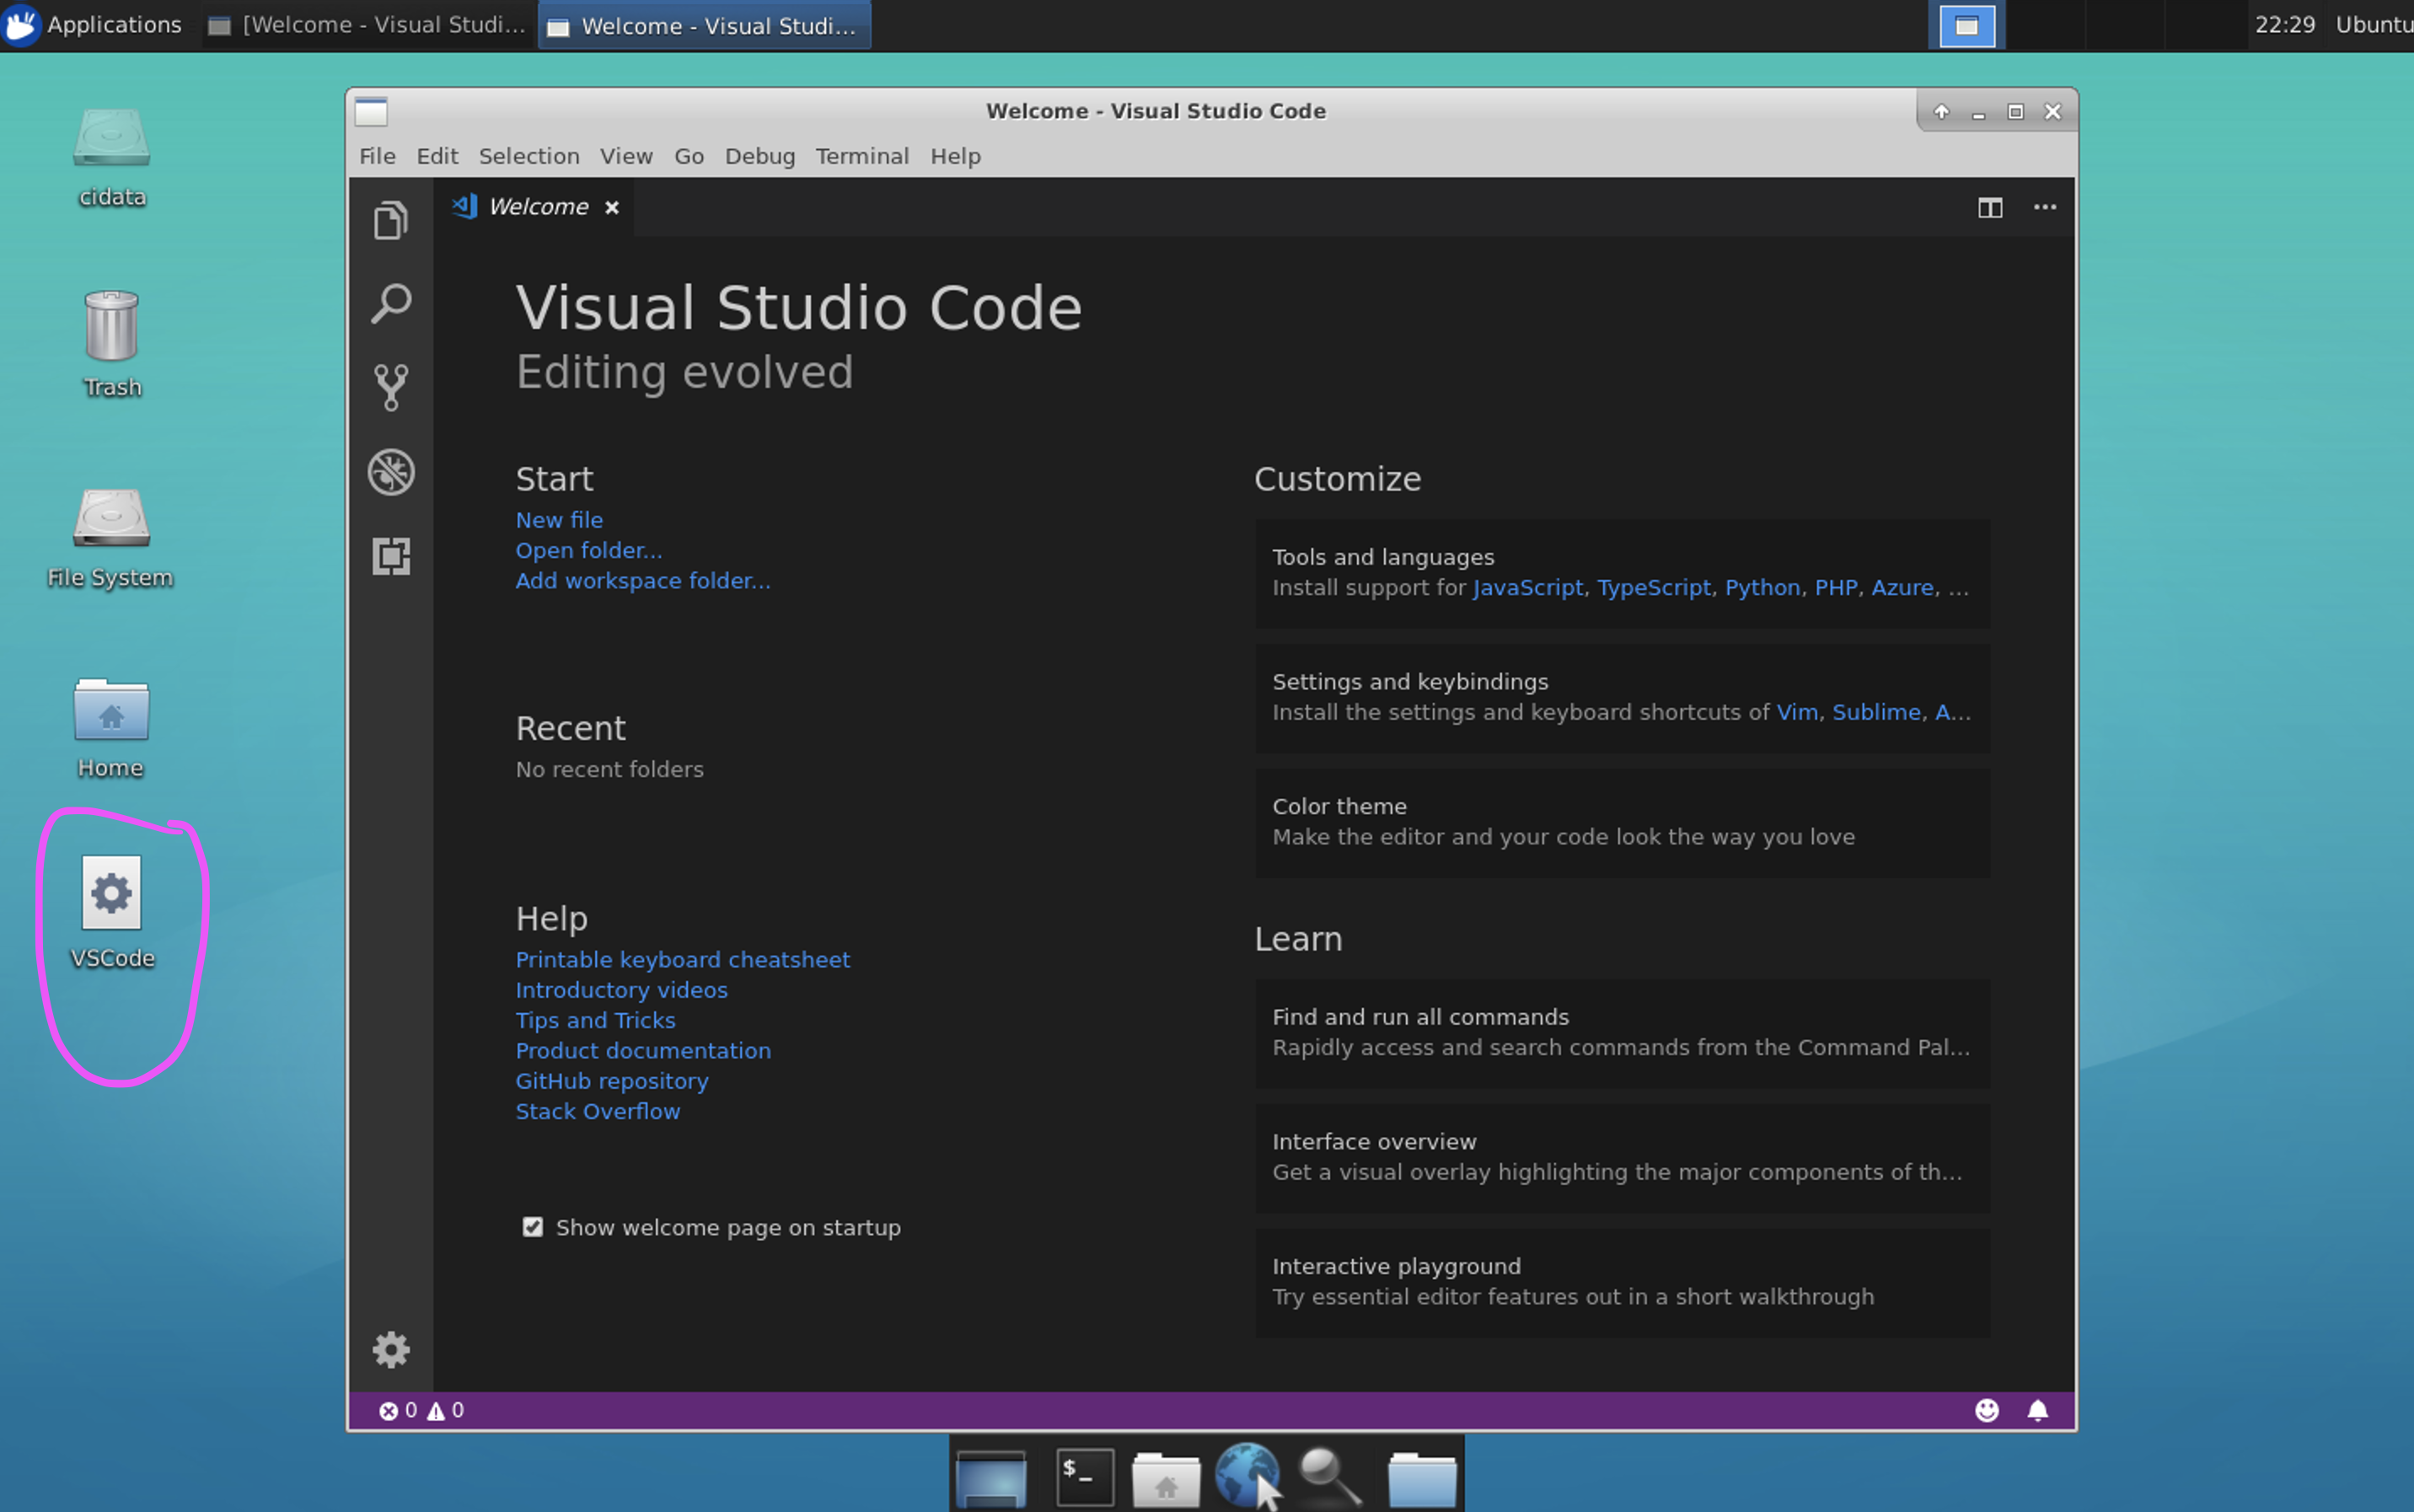 Applications
[Welcome - Visual Studi...
Welcome - Visual Studi...
22:29
Ubuntu
cidata
Trash
File System
Home
VSCode
Welcome - Visual Studio Code
File Edit Selection View Go Debug Terminal Help
Welcome
Visual Studio Code
Editing evolved
Start
New file
Open folder...
Add workspace folder...
Recent
No recent folders
Help
Printable keyboard cheatsheet
Introductory videos
Tips and Tricks
Product documentation
GitHub repository
Stack Overflow
Show welcome page on startup
Customize
Tools and languages
Install support for JavaScript, TypeScript, Python, PHP, Azure, ...
Settings and keybindings
Install the settings and keyboard shortcuts of Vim, Sublime, A...
Color theme
Make the editor and your code look the way you love
Learn
Find and run all commands
Rapidly access and search commands from the Command Pal...
Interface overview
Get a visual overlay highlighting the major components of th...
Interactive playground
Try essential editor features out in a short walkthrough
0 0
$_